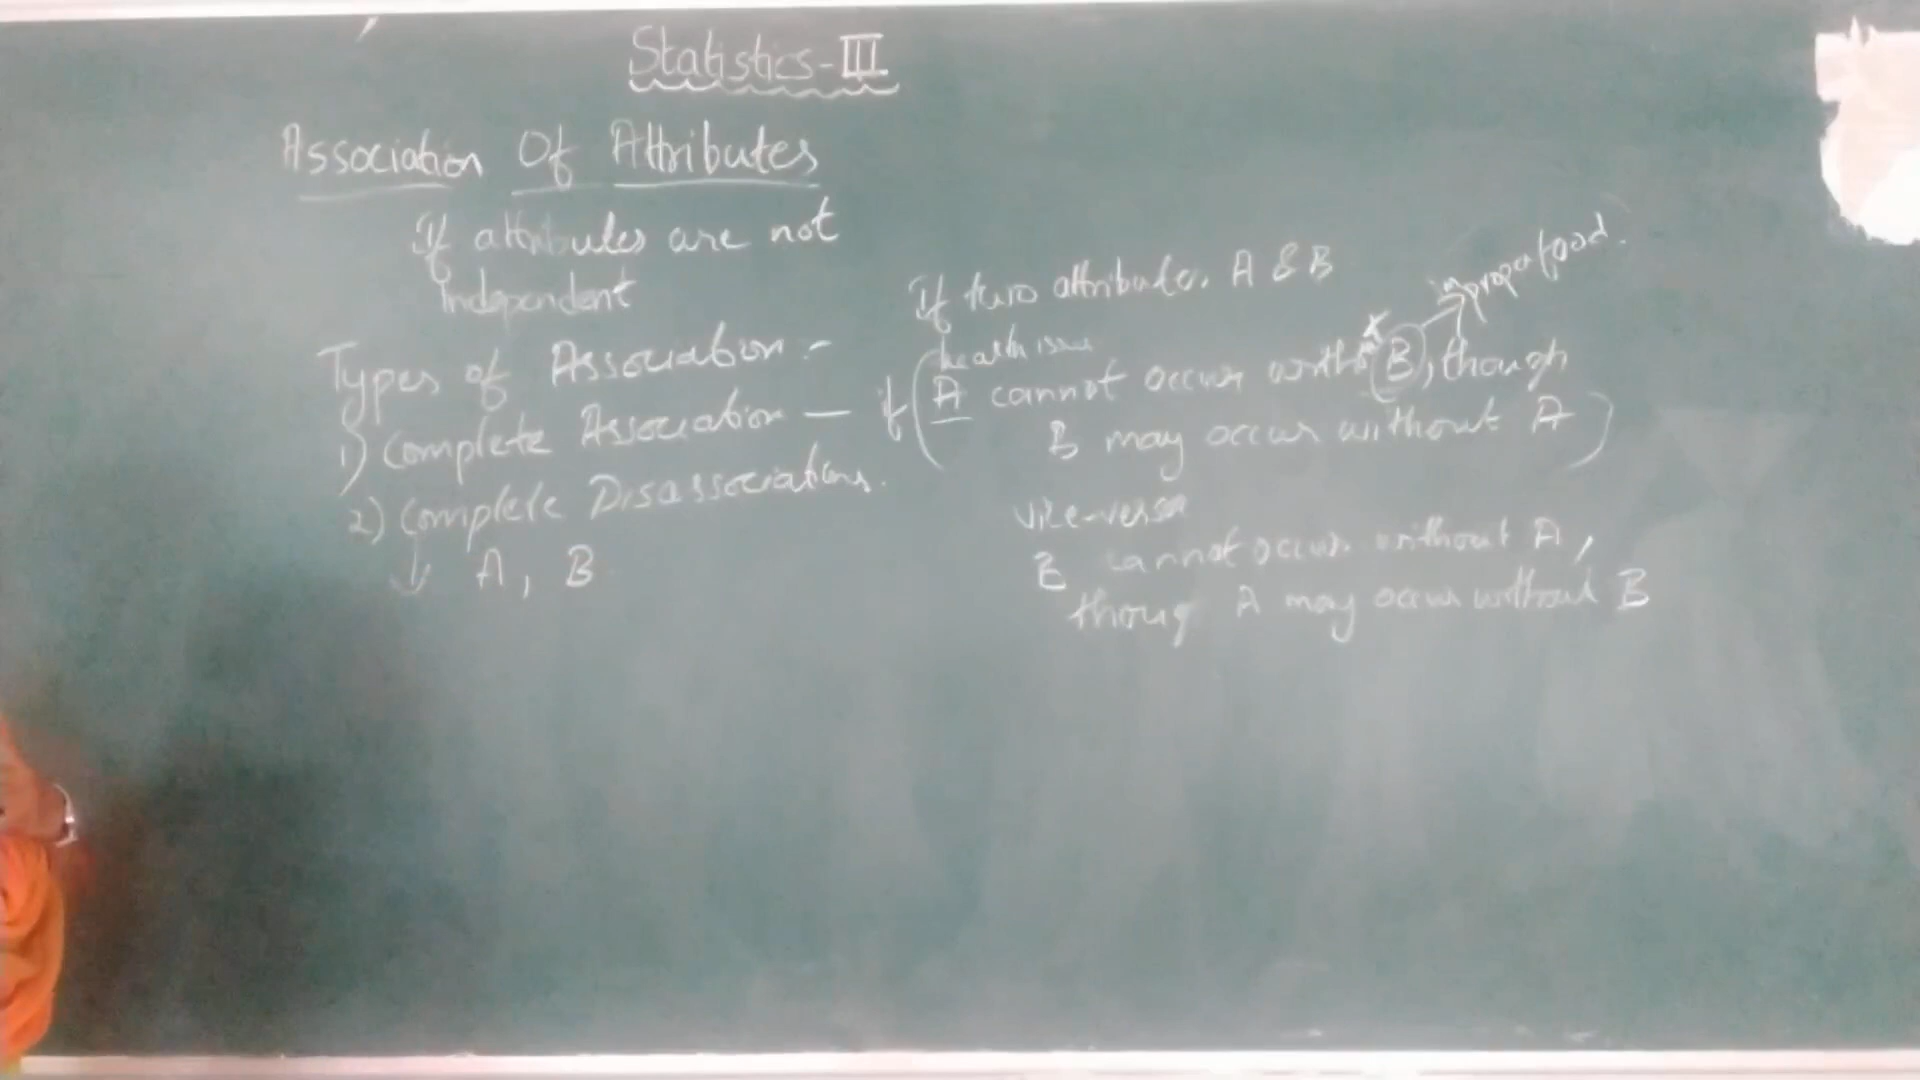 Statistics-III
Association Of Attributes
If attributes are not
independent
Types of Association :-
1) Complete Association — if
2) Complete Disassociations.
A, B
If two attributes, A & B
improper food.
health issue
A cannot occur B, though
B may occur without A
vice-versa
B cannot occur without A,
thoug A may occur without B